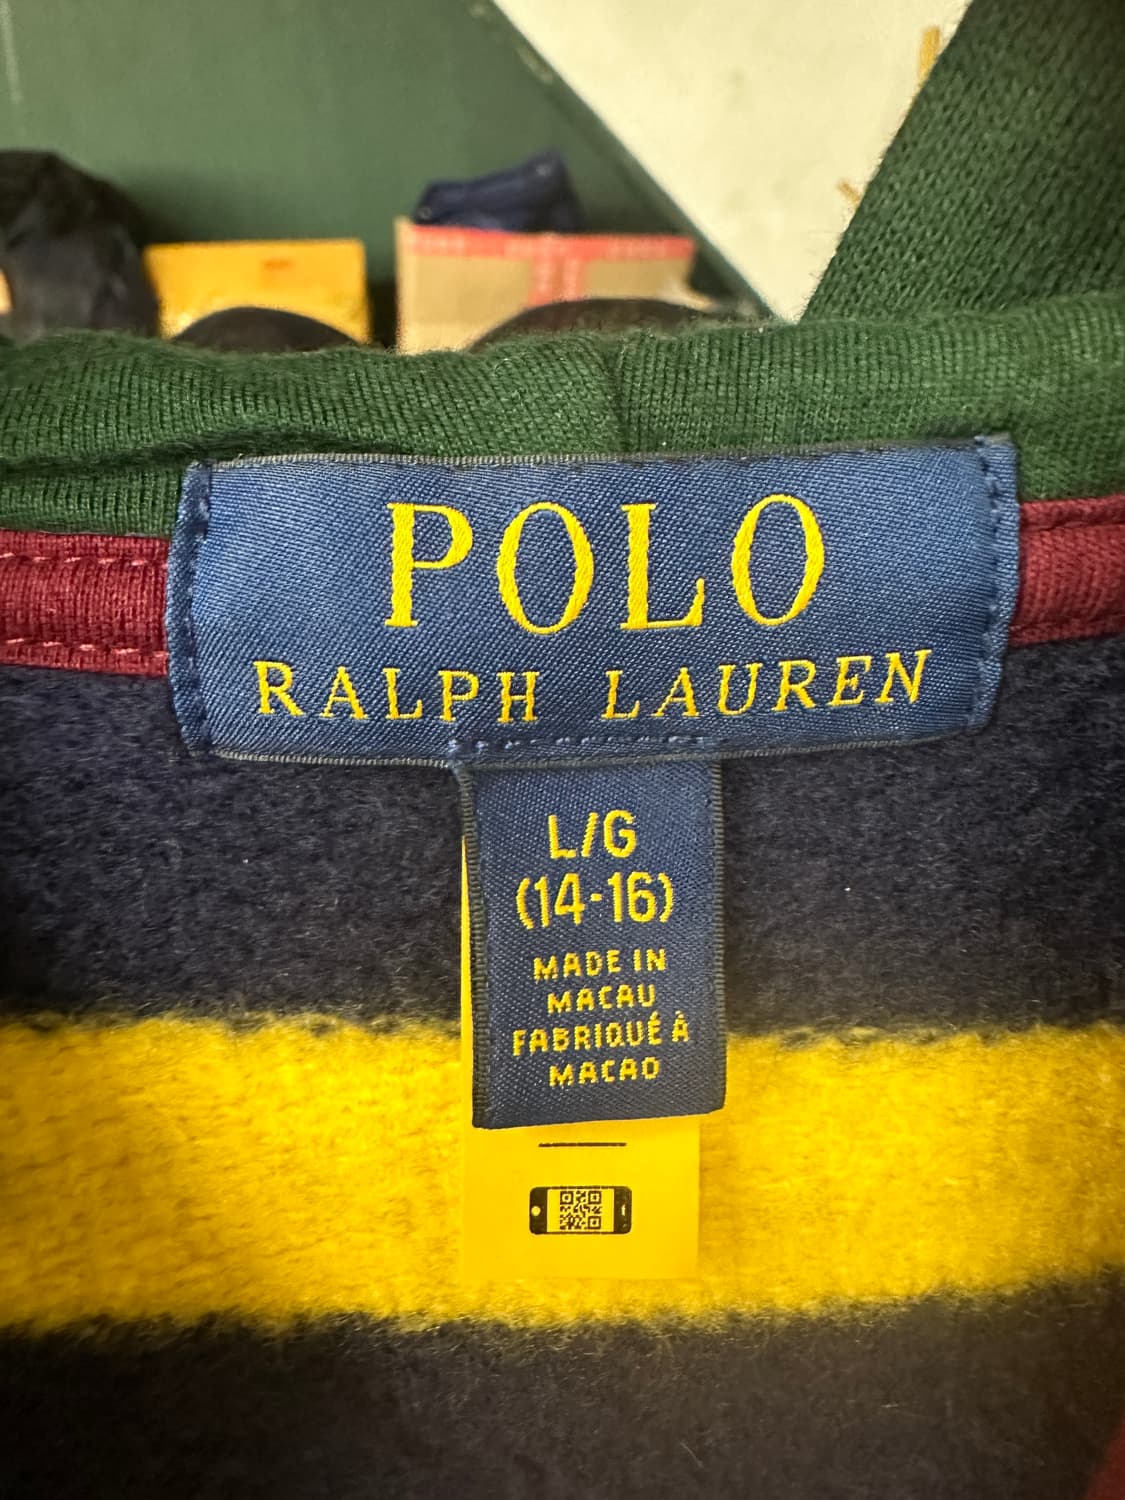 POLO
RALPH LAUREN
L/G
(14-16)
MADE IN
MACAU
FABRIQUÉ À
MACAO